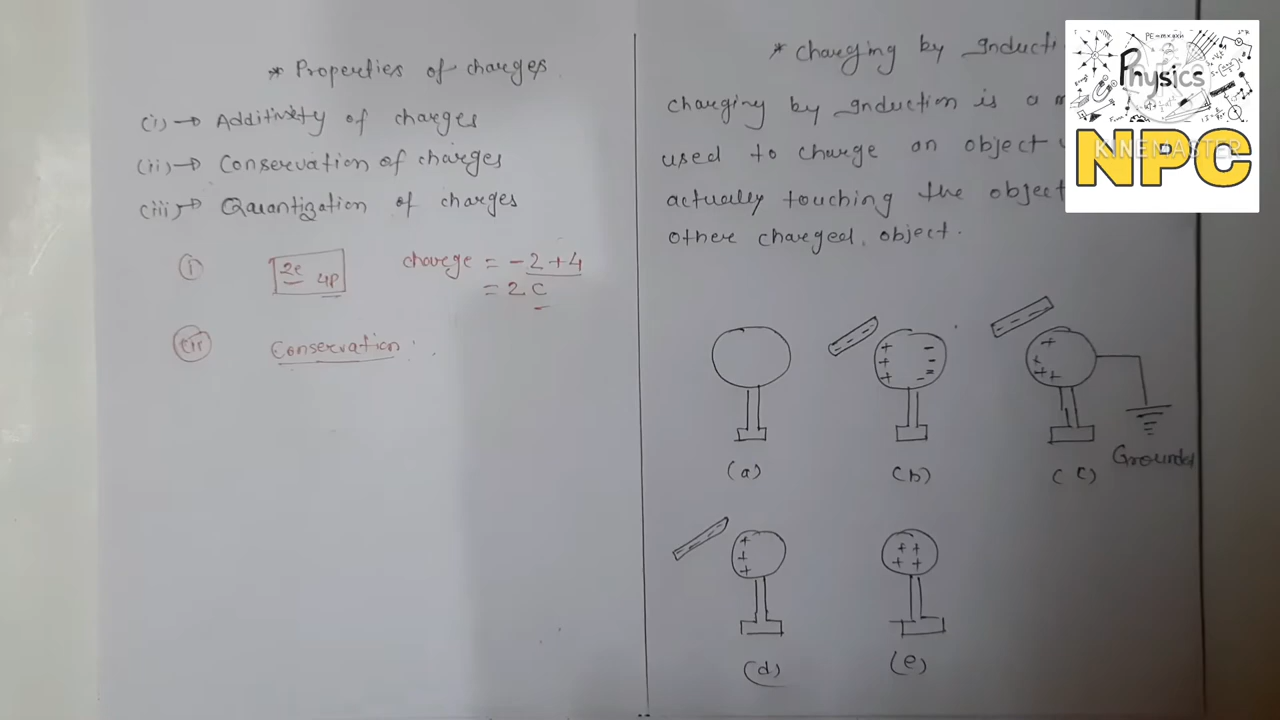 * Properties of charges
(i) → Additivity of charges
(ii) → Conservation of charges
(iii) → Quantization of charges
(i) 2e 4p charge = -2+4
= 2 C
(ii) Conservation
* Charging by Inducti
charging by Induction is a m
used to charge an object
actually touching the object
other charged object.
(a) (b) (c) Grounded
(d) (e)
Physics
NPC
KINEMASTER